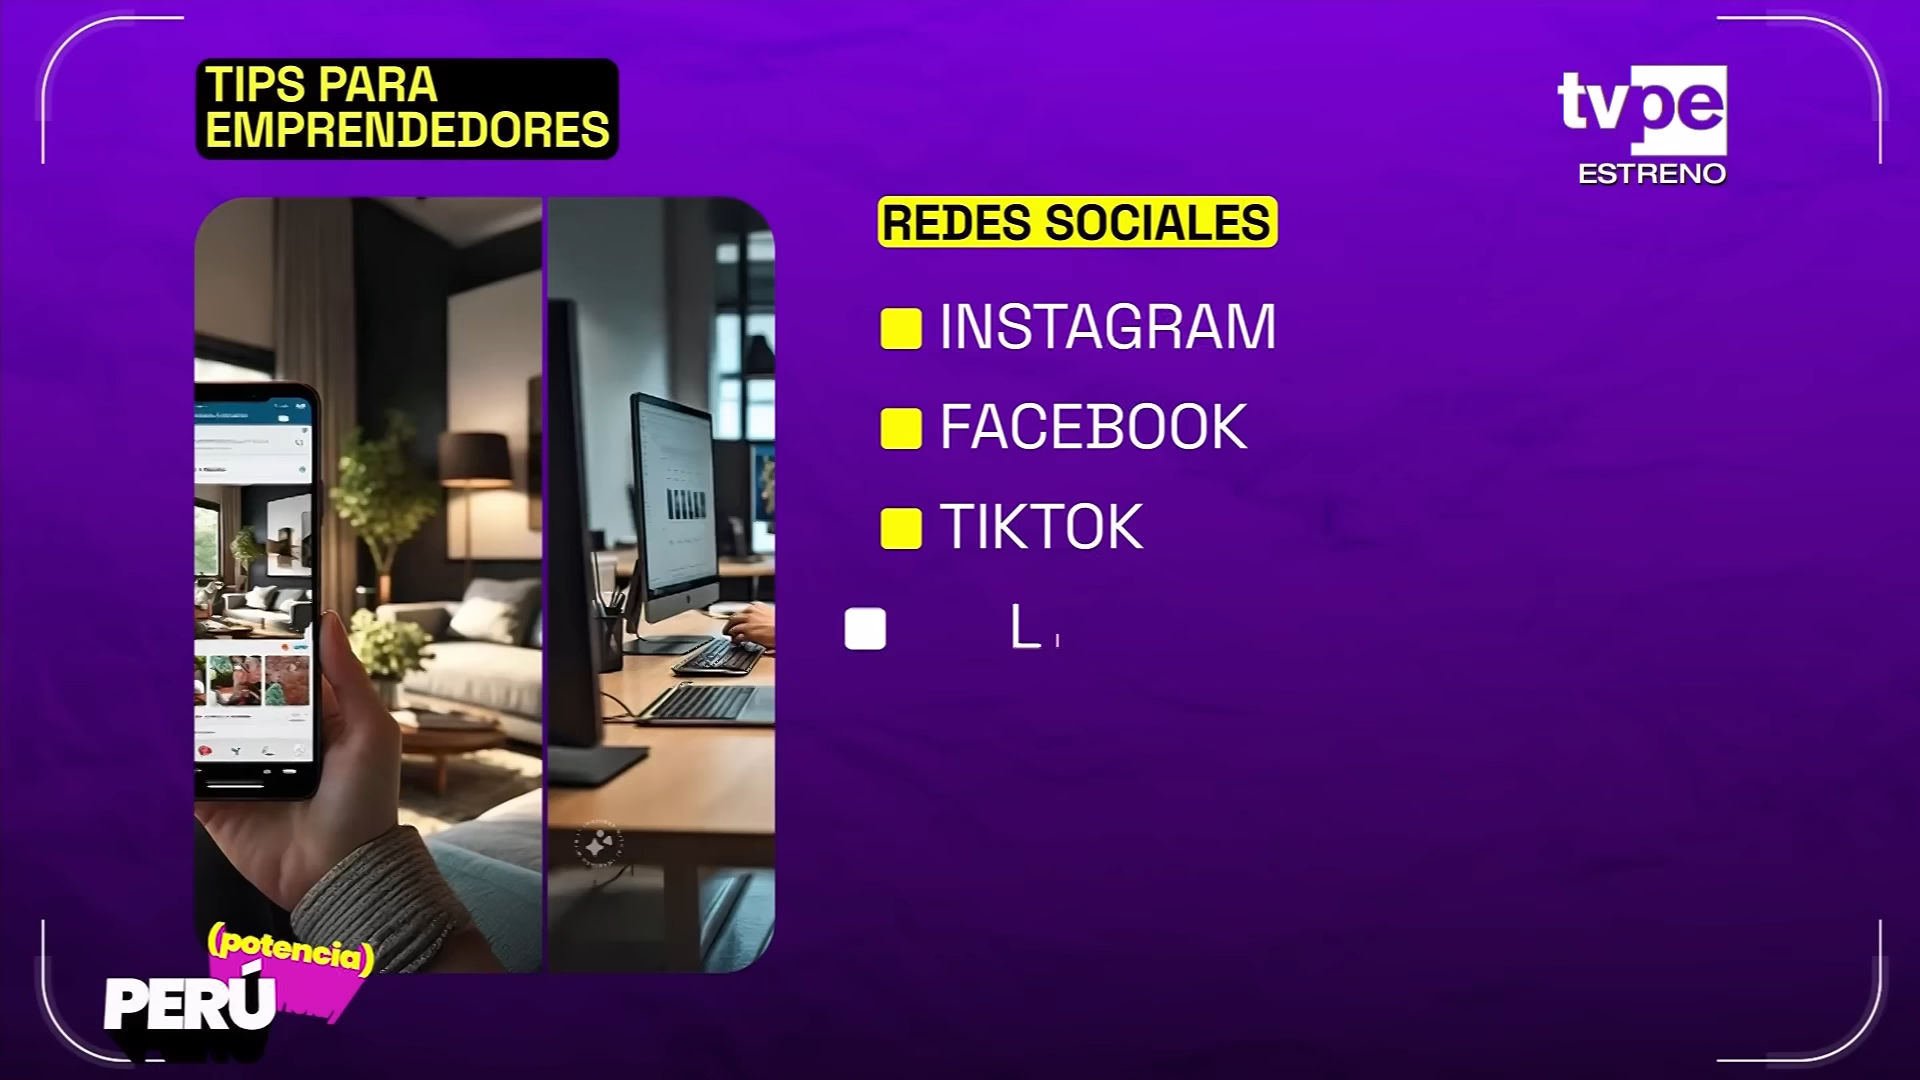 TIPS PARA
EMPRENDEDORES
tvpe
ESTRENO
REDES SOCIALES
INSTAGRAM
FACEBOOK
TIKTOK
L
(potencia)
PERÚ